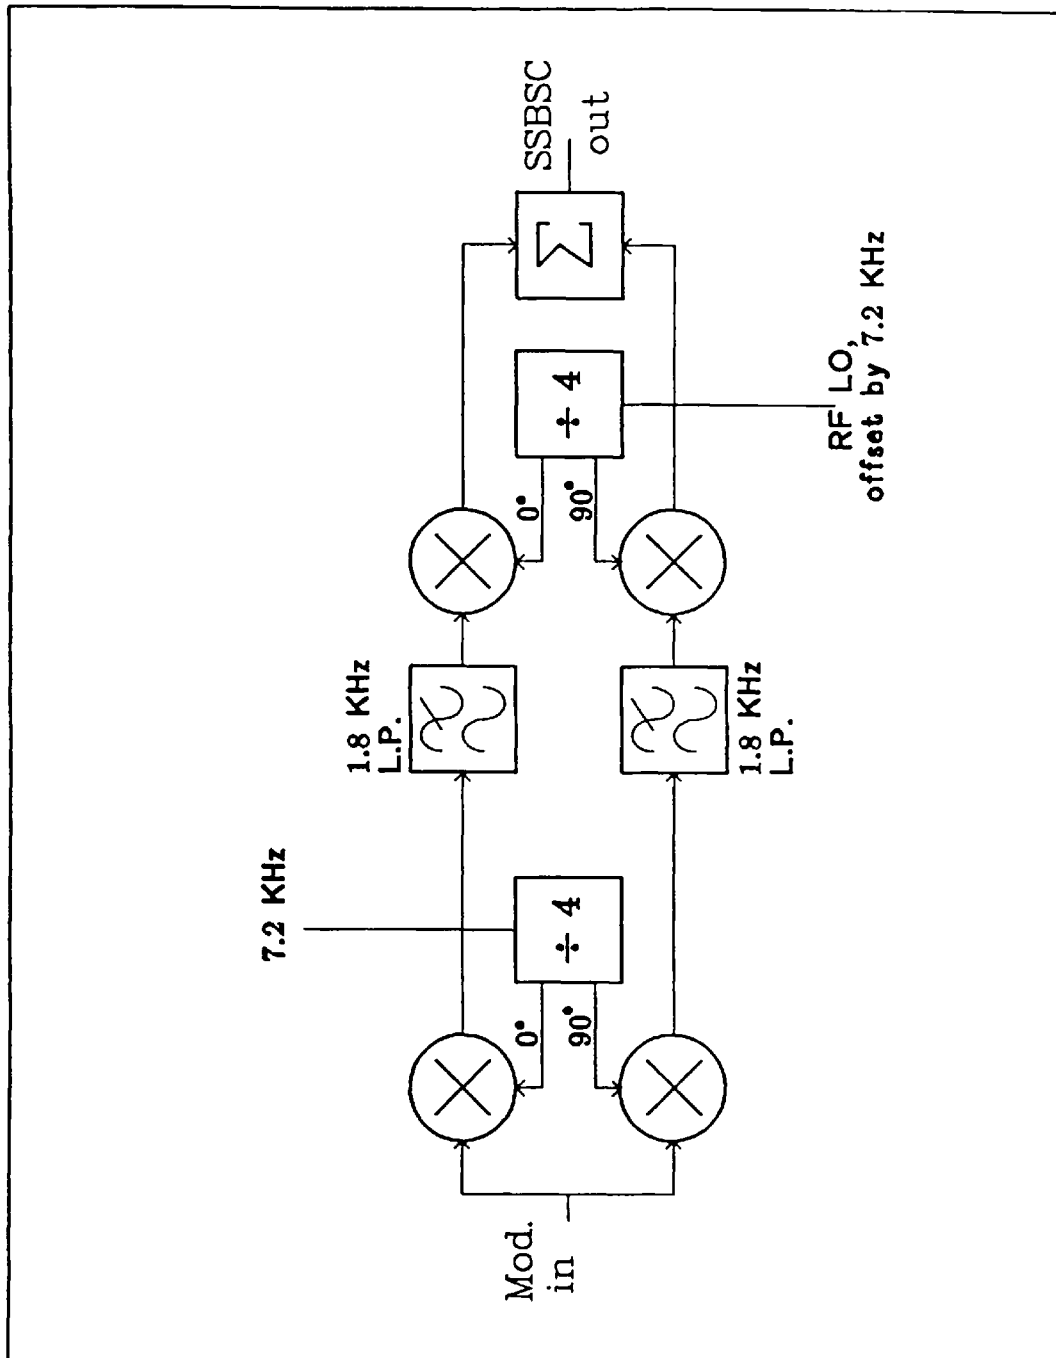 Mod.
in
7.2 KHz
÷ 4
0°
90°
1.8 KHz
L.P.
1.8 KHz
L.P.
0°
90°
÷ 4
RF LO,
offset by 7.2 KHz
Σ
SSBSC
out